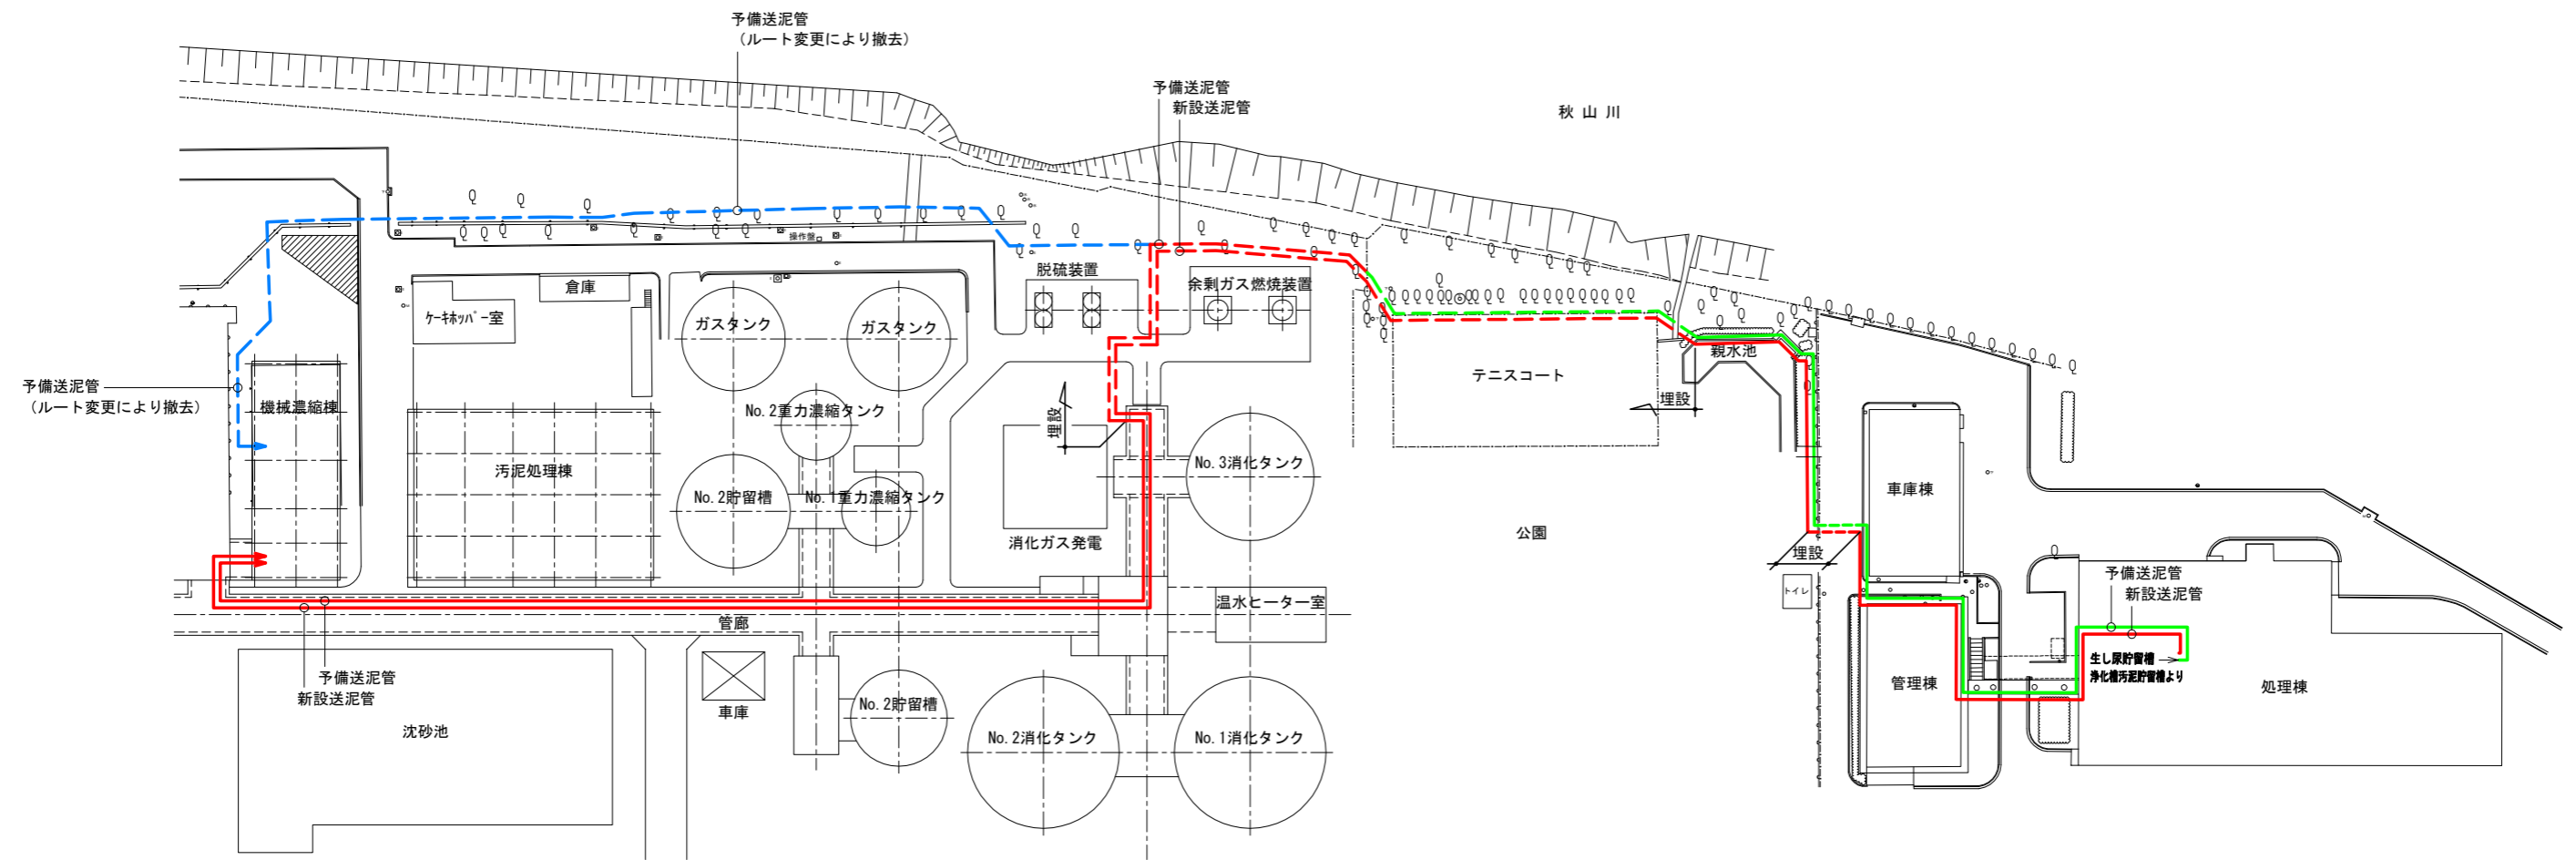 予備送泥管
（ルート変更により撤去）
予備送泥管
新設送泥管
秋 山 川
操作盤
脱硫装置
余剰ガス燃焼装置
倉庫
ケーキホッパー室
ガスタンク
ガスタンク
親水池
テニスコート
予備送泥管
（ルート変更により撤去）
機械濃縮棟
No.2重力濃縮タンク
埋設
埋設
汚泥処理棟
No.2貯留槽
No.1重力濃縮タンク
No.3消化タンク
車庫棟
消化ガス発電
公園
埋設
トイレ
予備送泥管
新設送泥管
温水ヒーター室
管廊
生し尿貯留槽
浄化槽汚泥貯留槽より
予備送泥管
新設送泥管
管理棟
処理棟
沈砂池
車庫
No.2貯留槽
No.2消化タンク
No.1消化タンク